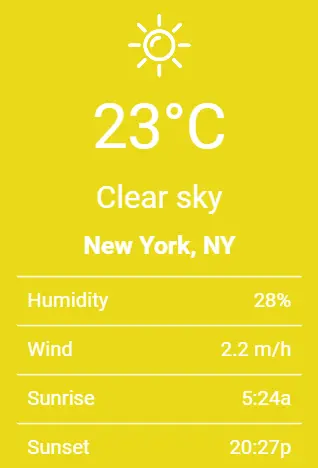 23°C
Clear sky
New York, NY
Humidity 28%
Wind 2.2 m/h
Sunrise 5:24a
Sunset 20:27p